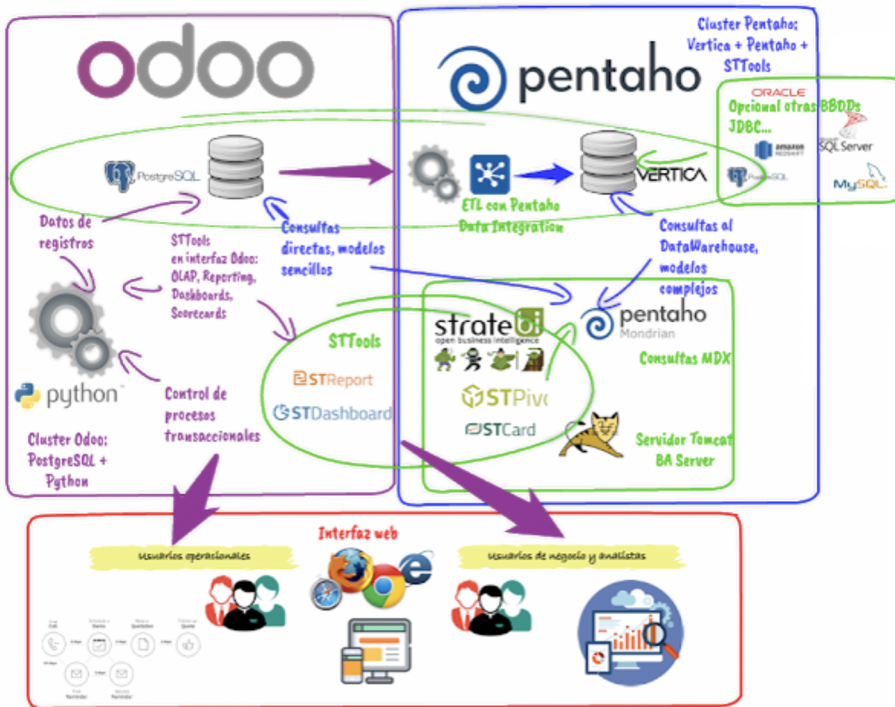 odoo
pentaho
Cluster Pentaho:
Vertica + Pentaho +
STTools
ORACLE
Opcional otras BBDDs
JDBC...
amazon
REDSHIFT
SQL Server
PostgreSQL
MySQL
PostgreSQL
VERTICA
ETL con Pentaho
Data Integration
Datos de
registros
STTools
en interfaz Odoo:
OLAP, Reporting,
Dashboards,
Scorecards
Consultas
directas, modelos
sencillos
Consultas al
DataWarehouse,
modelos
complejos
python
Control de
procesos
transaccionales
Cluster Odoo:
PostgreSQL +
Python
STTools
STReport
STDashboard
stratebi
open business intelligence
STPivo
STCard
pentaho
Mondrian
Consultas MDX
Servidor Tomcat
BA Server
Interfaz web
Usuarios operacionales
Usuarios de negocio y analistas